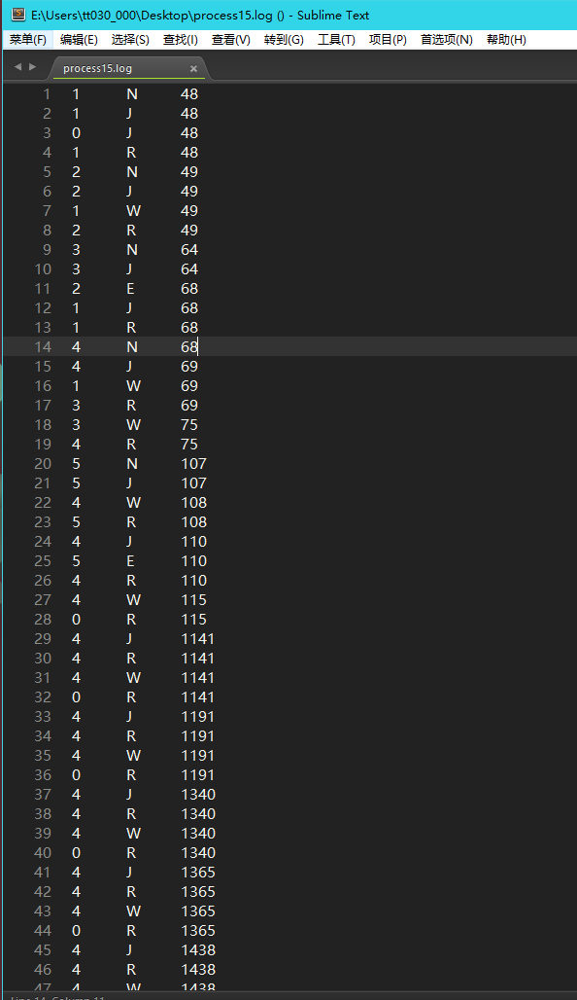 E:\Users\tt030_000\Desktop\process15.log () - Sublime Text
菜单(F) 编辑(E) 选择(S) 查找(I) 查看(V) 转到(G) 工具(T) 项目(P) 首选项(N) 帮助(H)
process15.log ×
1 1 N 48
2 1 J 48
3 0 J 48
4 1 R 48
5 2 N 49
6 2 J 49
7 1 W 49
8 2 R 49
9 3 N 64
10 3 J 64
11 2 E 68
12 1 J 68
13 1 R 68
14 4 N 68
15 4 J 69
16 1 W 69
17 3 R 69
18 3 W 75
19 4 R 75
20 5 N 107
21 5 J 107
22 4 W 108
23 5 R 108
24 4 J 110
25 5 E 110
26 4 R 110
27 4 W 115
28 0 R 115
29 4 J 1141
30 4 R 1141
31 4 W 1141
32 0 R 1141
33 4 J 1191
34 4 R 1191
35 4 W 1191
36 0 R 1191
37 4 J 1340
38 4 R 1340
39 4 W 1340
40 0 R 1340
41 4 J 1365
42 4 R 1365
43 4 W 1365
44 0 R 1365
45 4 J 1438
46 4 R 1438
47 4 W 1438
Line 14, Column 11